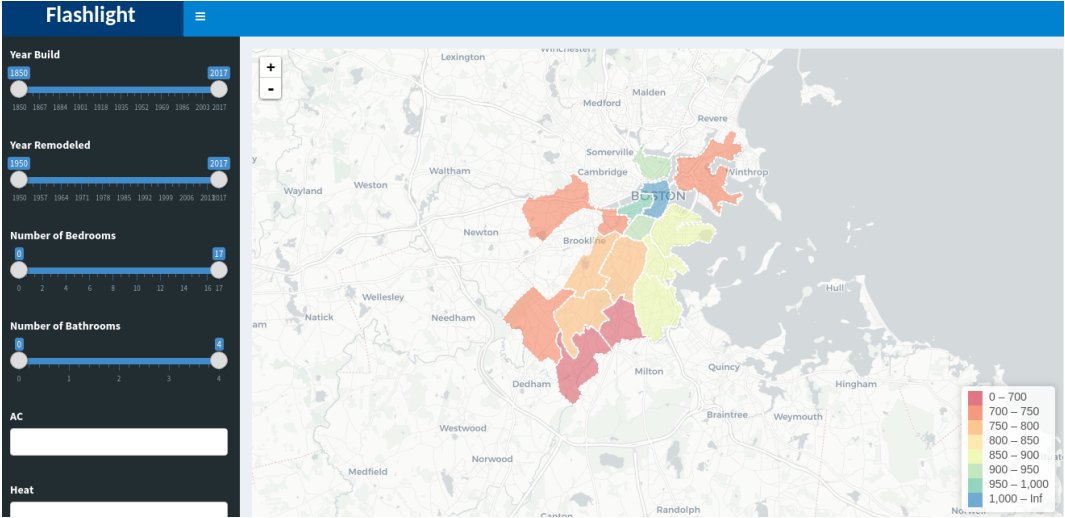 Flashlight
Year Build
1850 2017
1850 1867 1884 1901 1918 1935 1952 1969 1986 2003 2017
Year Remodeled
1950 2017
1950 1957 1964 1971 1978 1985 1992 1999 2006 2013 2017
Number of Bedrooms
0 17
0 2 4 6 8 10 12 14 16 17
Number of Bathrooms
0 4
0 1 2 3 4
AC
Heat
+
-
Winchester
Lexington
Malden
Medford
Revere
Somerville
Cambridge
Winthrop
Waltham
Weston
Wayland
BOSTON
Newton
Brookline
Hull
Wellesley
Natick
Needham
am
Quincy
Milton
Dedham
Hingham
Braintree
Weymouth
Westwood
Norwood
Medfield
Canton
Randolph
Norwell
0 – 700
700 – 750
750 – 800
800 – 850
850 – 900
900 – 950
950 – 1,000
1,000 – Inf